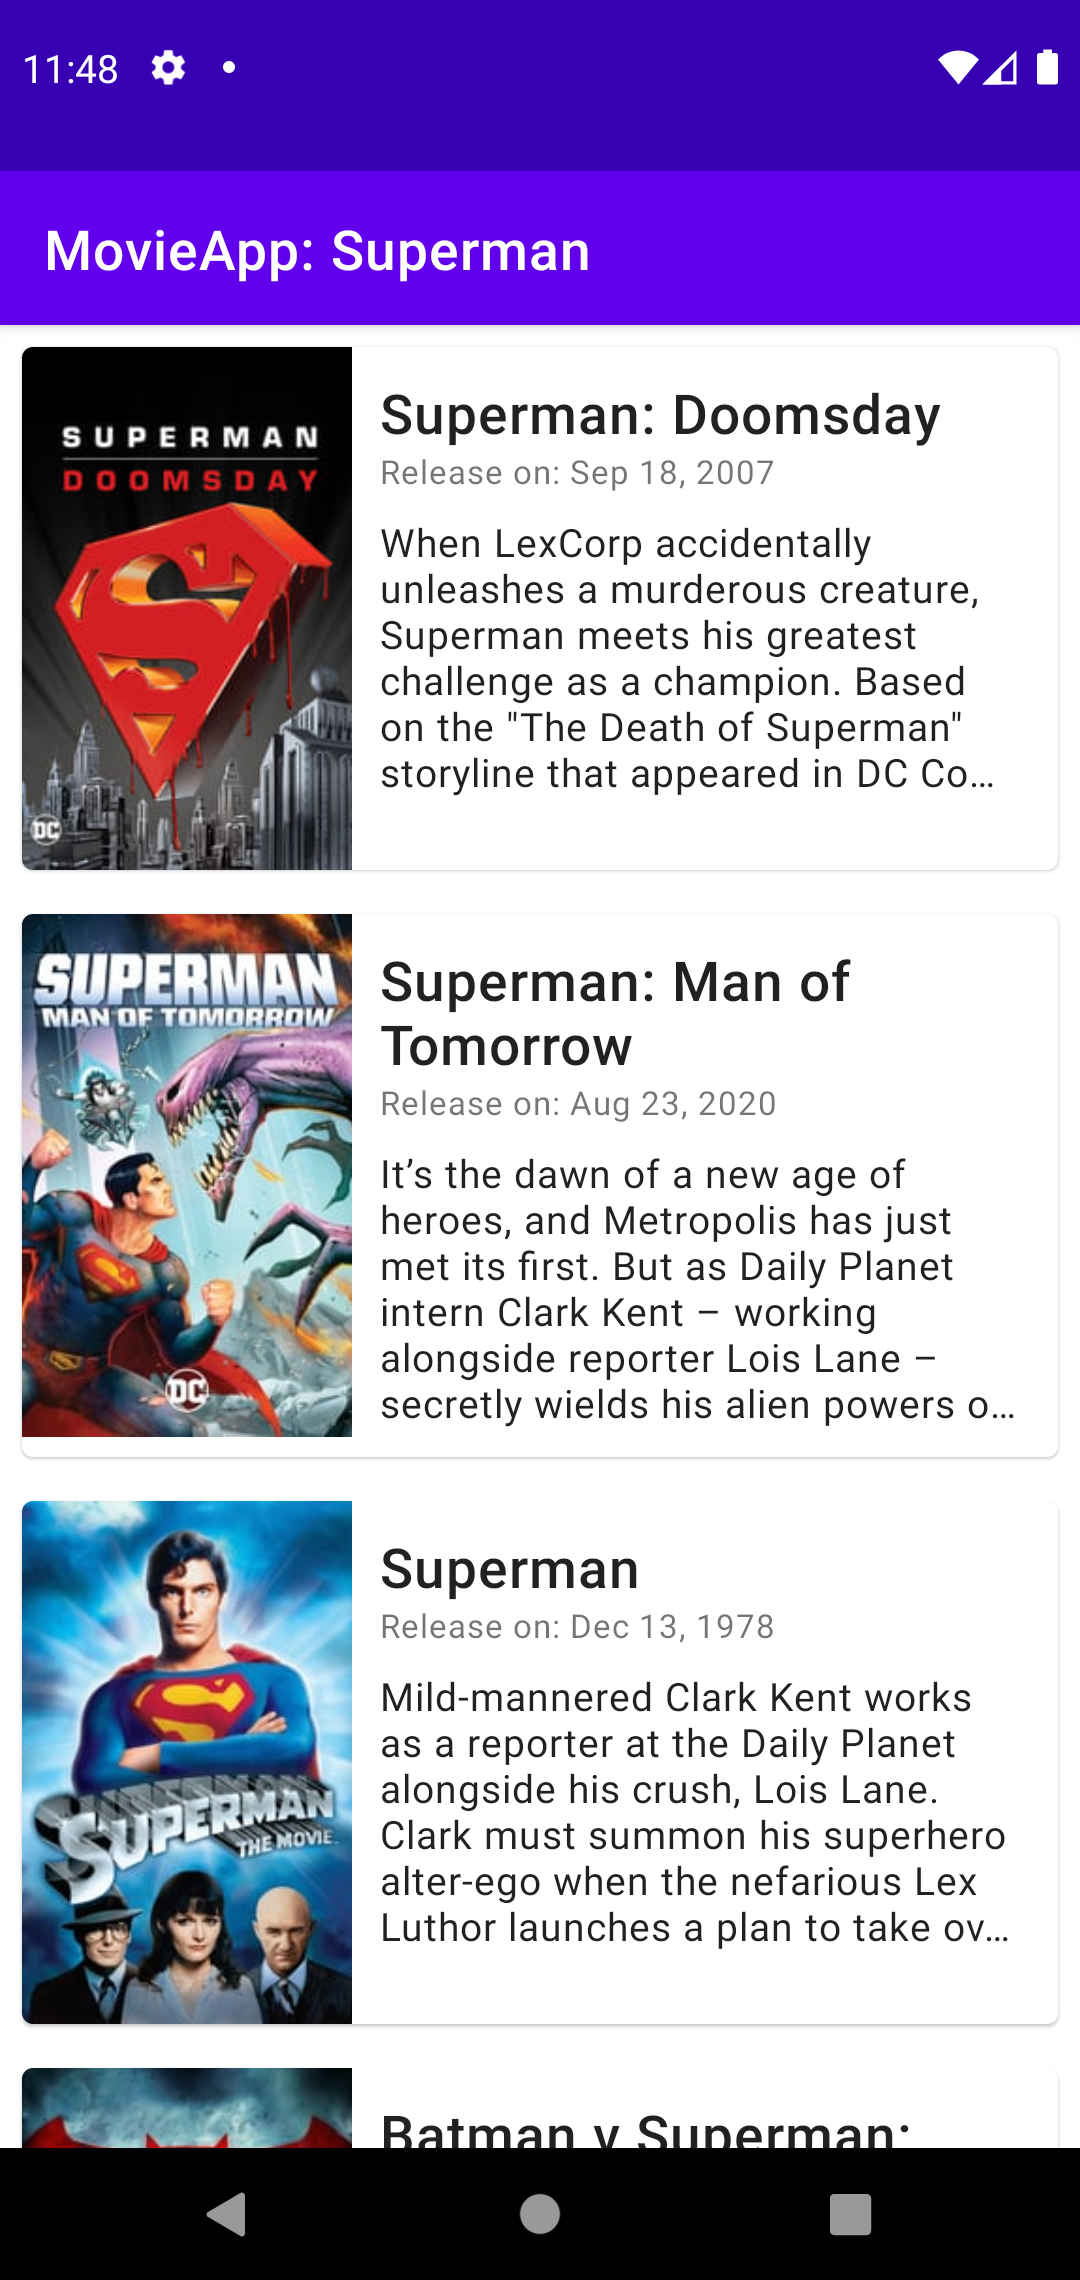 11:48
MovieApp: Superman
SUPERMAN
DOOMSDAY
DC
Superman: Doomsday
Release on: Sep 18, 2007
When LexCorp accidentally
unleashes a murderous creature,
Superman meets his greatest
challenge as a champion. Based
on the "The Death of Superman"
storyline that appeared in DC Co…
SUPERMAN
MAN OF TOMORROW
DC
Superman: Man of
Tomorrow
Release on: Aug 23, 2020
It’s the dawn of a new age of
heroes, and Metropolis has just
met its first. But as Daily Planet
intern Clark Kent – working
alongside reporter Lois Lane –
secretly wields his alien powers o…
SUPERMAN
THE MOVIE
Superman
Release on: Dec 13, 1978
Mild-mannered Clark Kent works
as a reporter at the Daily Planet
alongside his crush, Lois Lane.
Clark must summon his superhero
alter-ego when the nefarious Lex
Luthor launches a plan to take ov…
Batman v Superman: